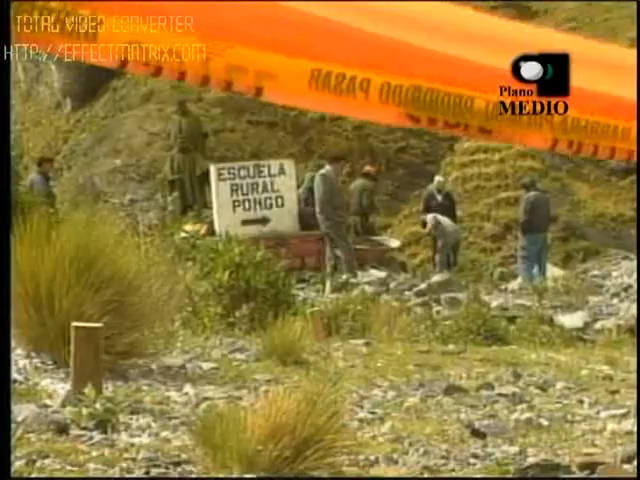 TOTAL VIDEO CONVERTER
HTTP://EFFECTMATRIX.COM
Plano
MEDIO
PROHIBIDO PASAR
ESCUELA
RURAL
PONGO